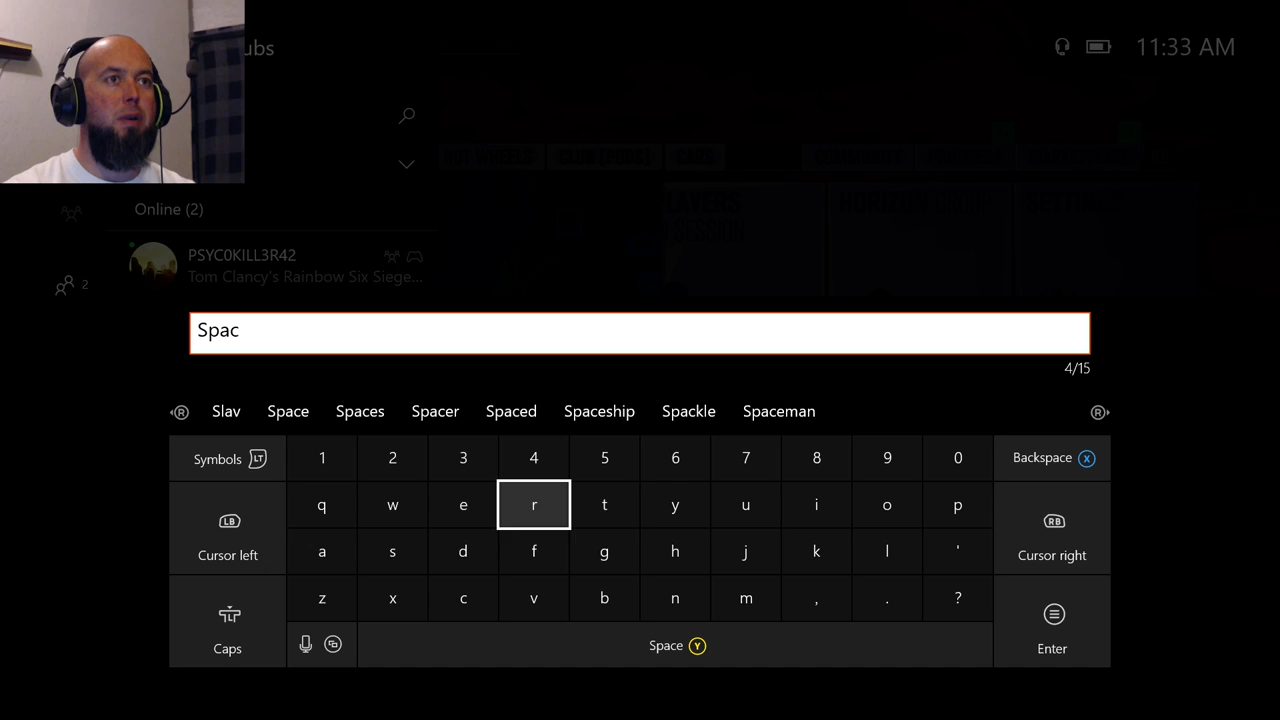 ubs
11:33 AM
Online (2)
PSYC0KILL3R42
Tom Clancy's Rainbow Six Siege...
2
Spac
4/15
R Slav Space Spaces Spacer Spaced Spaceship Spackle Spaceman R
Symbols LT 1 2 3 4 5 6 7 8 9 0 Backspace X
q w e r t y u i o p
LB Cursor left a s d f g h j k l ' RB Cursor right
z x c v b n m , . ?
Caps Space Y Enter